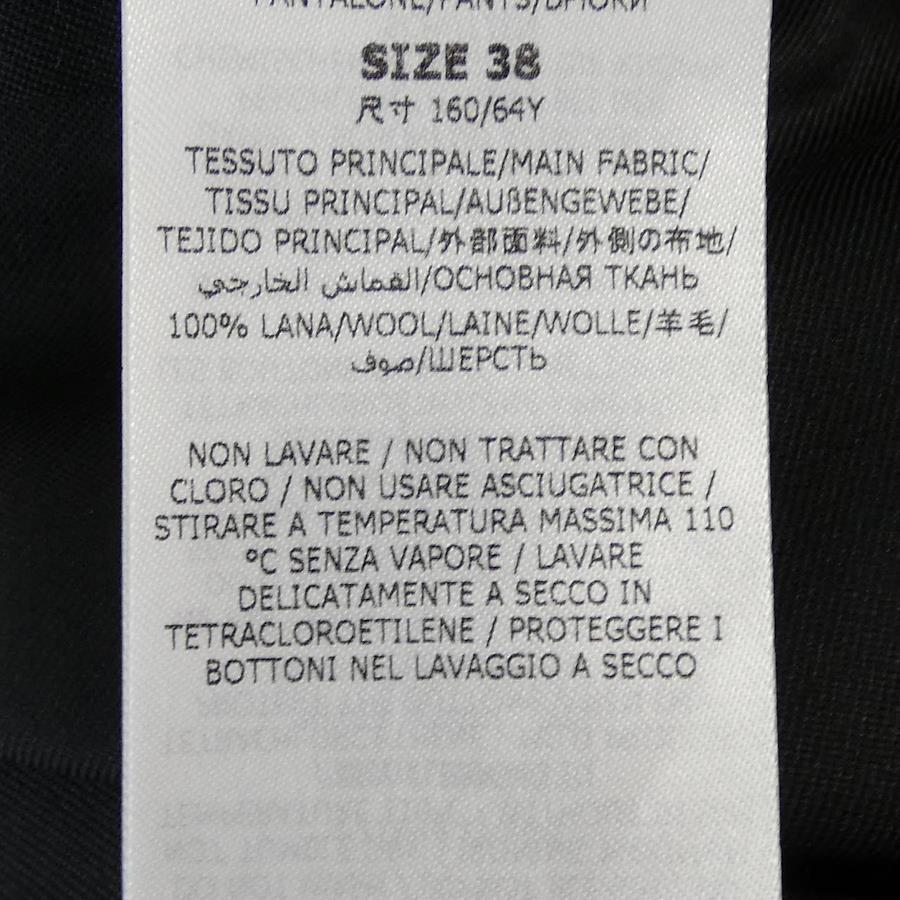 PANTALONE/PANTS/БРЮКИ
SIZE 38
尺寸 160/64Y
TESSUTO PRINCIPALE/MAIN FABRIC/
TISSU PRINCIPAL/AUßENGEWEBE/
TEJIDO PRINCIPAL/外部面料/外側の布地/
القماش الخارجي/ОСНОВНАЯ ТКАНЬ
100% LANA/WOOL/LAINE/WOLLE/羊毛/
صوف/ШЕРСТЬ
NON LAVARE / NON TRATTARE CON
CLORO / NON USARE ASCIUGATRICE /
STIRARE A TEMPERATURA MASSIMA 110
°C SENZA VAPORE / LAVARE
DELICATAMENTE A SECCO IN
TETRACLOROETILENE / PROTEGGERE I
BOTTONI NEL LAVAGGIO A SECCO